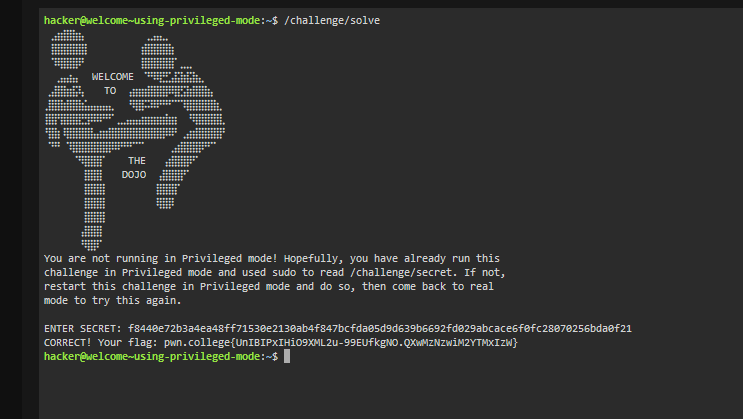 hacker@welcome~using-privileged-mode:~$ /challenge/solve
WELCOME
TO
THE
DOJO
You are not running in Privileged mode! Hopefully, you have already run this
challenge in Privileged mode and used sudo to read /challenge/secret. If not,
restart this challenge in Privileged mode and do so, then come back to real
mode to try this again.
ENTER SECRET: f8440e72b3a4ea48ff71530e2130ab4f847bcfda05d9d639b6692fd029abcace6f0fc28070256bda0f21
CORRECT! Your flag: pwn.college{UnIBIPxIHiO9XML2u-99EUfkgNO.QXwMzNzwiM2YTMxIzW}
hacker@welcome~using-privileged-mode:~$